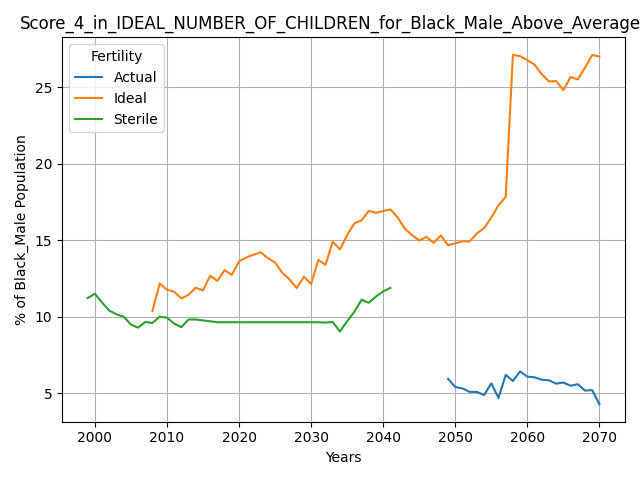 Score_4_in_IDEAL_NUMBER_OF_CHILDREN_for_Black_Male_Above_Average
Fertility
Actual
Ideal
Sterile
% of Black_Male Population
25
20
15
10
5
2000 2010 2020 2030 2040 2050 2060 2070
Years